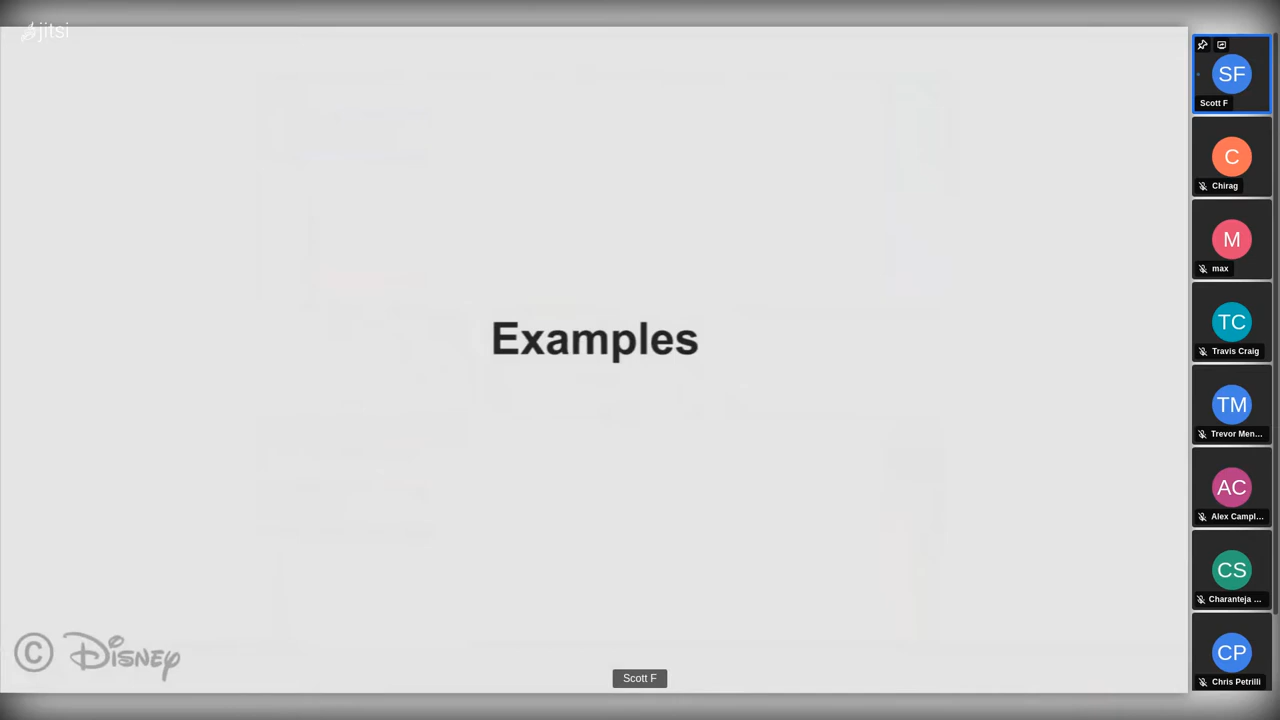 jitsi
Examples
© Disney
Scott F
SF
Scott F
C
Chirag
M
max
TC
Travis Craig
TM
Trevor Men...
AC
Alex Campl...
CS
Charanteja ...
CP
Chris Petrilli